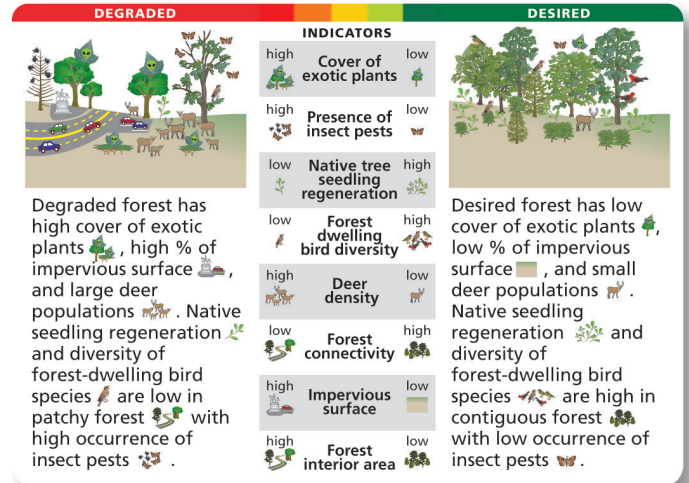 DEGRADED
DESIRED
INDICATORS
high
Cover of
exotic plants
low
high
Presence of
insect pests
low
low
Native tree
seedling
regeneration
high
low
Forest
dwelling
bird diversity
high
high
Deer
density
low
low
Forest
connectivity
high
high
Impervious
surface
low
high
Forest
interior area
low
Degraded forest has
high cover of exotic
plants , high % of
impervious surface ,
and large deer
populations . Native
seedling regeneration
and diversity of
forest-dwelling bird
species are low in
patchy forest with
high occurrence of
insect pests .
Desired forest has low
cover of exotic plants ,
low % of impervious
surface , and small
deer populations .
Native seedling
regeneration and
diversity of
forest-dwelling bird
species are high in
contiguous forest
with low occurrence of
insect pests .